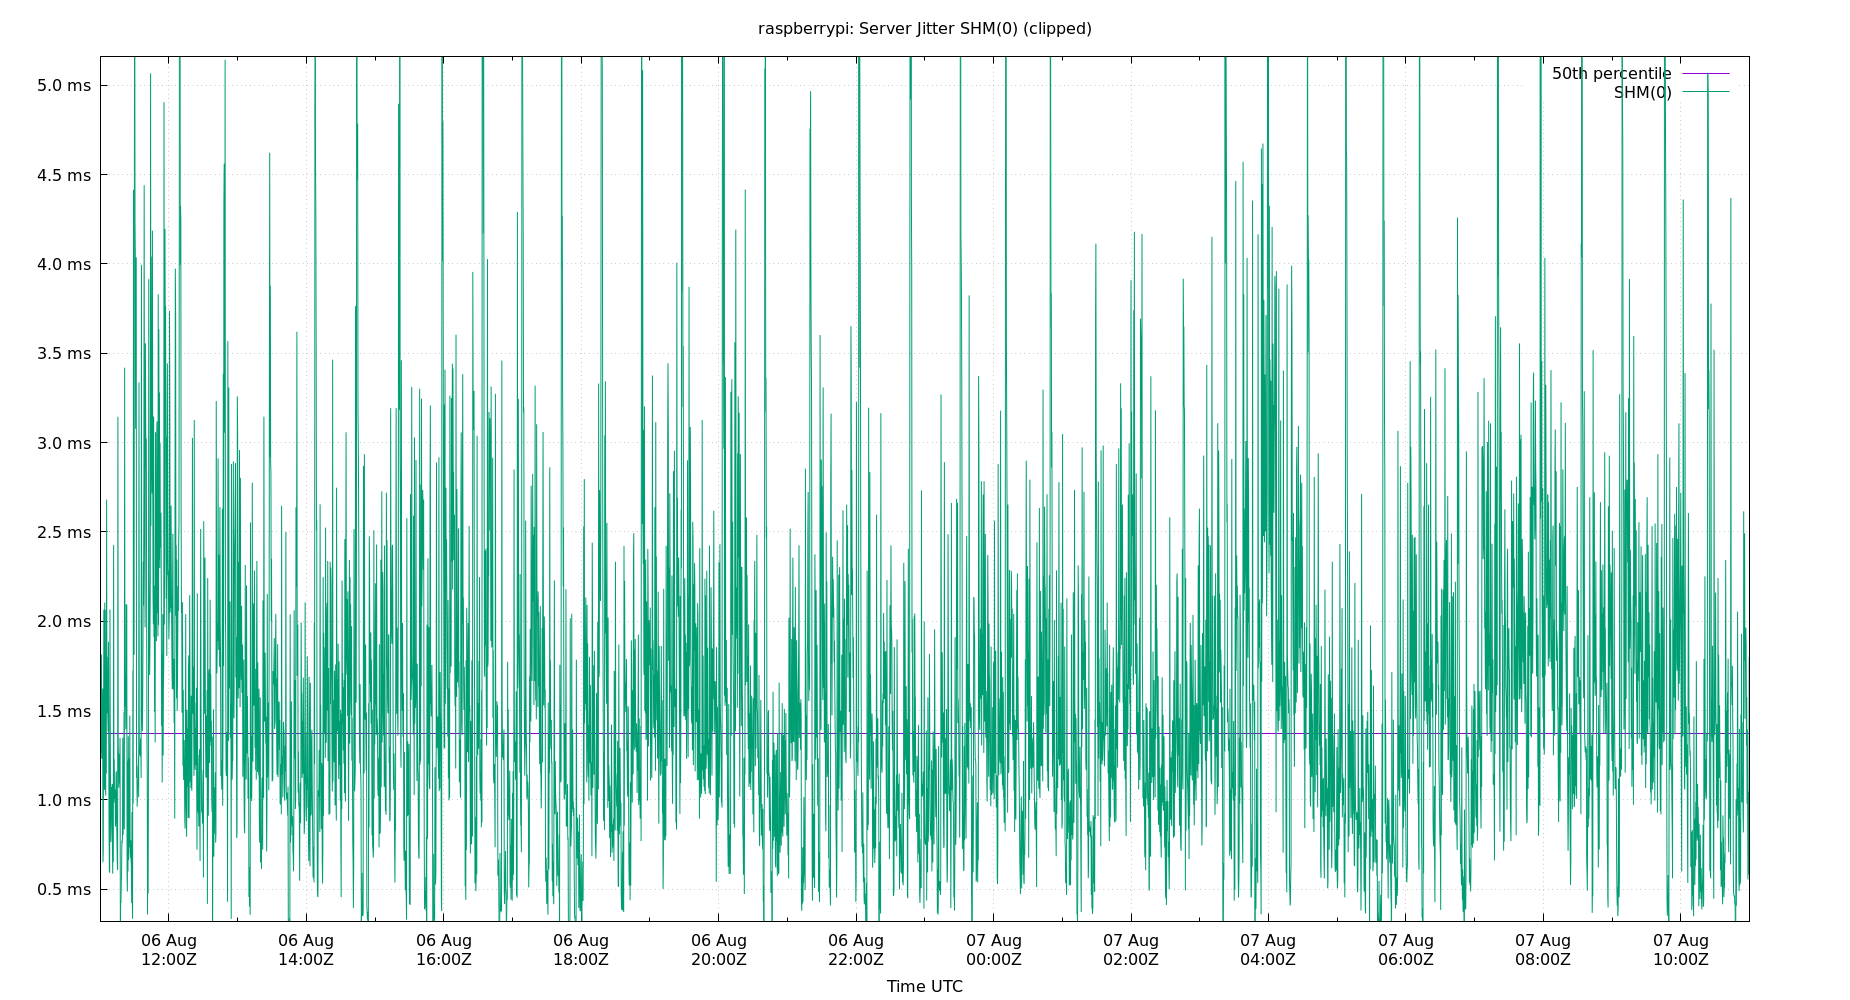 raspberrypi: Server Jitter SHM(0) (clipped)
50th percentile
SHM(0)
5.0 ms
4.5 ms
4.0 ms
3.5 ms
3.0 ms
2.5 ms
2.0 ms
1.5 ms
1.0 ms
0.5 ms
06 Aug 06 Aug 06 Aug 06 Aug 06 Aug 06 Aug 07 Aug 07 Aug 07 Aug 07 Aug 07 Aug 07 Aug
12:00Z 14:00Z 16:00Z 18:00Z 20:00Z 22:00Z 00:00Z 02:00Z 04:00Z 06:00Z 08:00Z 10:00Z
Time UTC